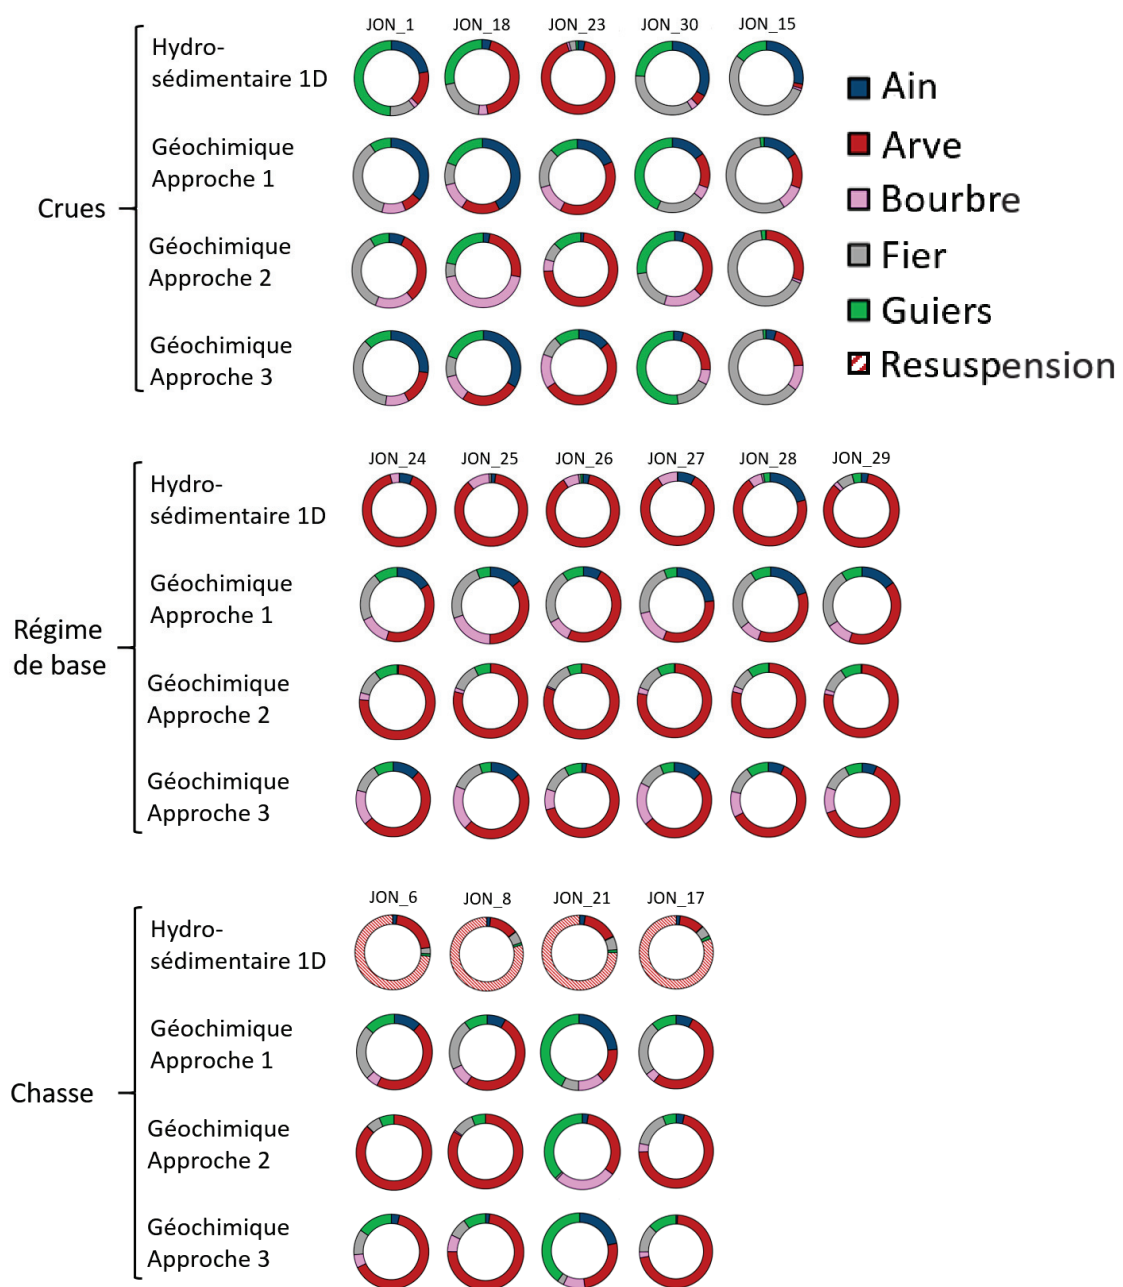 JON_1 JON_18 JON_23 JON_30 JON_15
Hydro-
sédimentaire 1D
Géochimique
Approche 1
Crues
Géochimique
Approche 2
Géochimique
Approche 3
Ain
Arve
Bourbre
Fier
Guiers
Resuspension
JON_24 JON_25 JON_26 JON_27 JON_28 JON_29
Hydro-
sédimentaire 1D
Géochimique
Approche 1
Régime
de base
Géochimique
Approche 2
Géochimique
Approche 3
JON_6 JON_8 JON_21 JON_17
Hydro-
sédimentaire 1D
Géochimique
Approche 1
Chasse
Géochimique
Approche 2
Géochimique
Approche 3